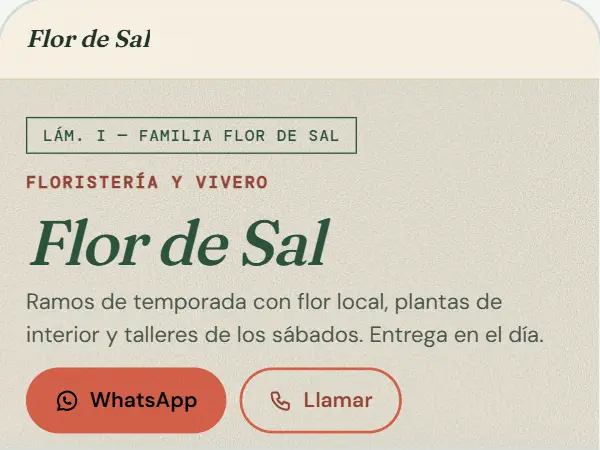 Flor de Sal
LÁM. I — FAMILIA FLOR DE SAL
FLORISTERÍA Y VIVERO
Flor de Sal
Ramos de temporada con flor local, plantas de
interior y talleres de los sábados. Entrega en el día.
WhatsApp
Llamar